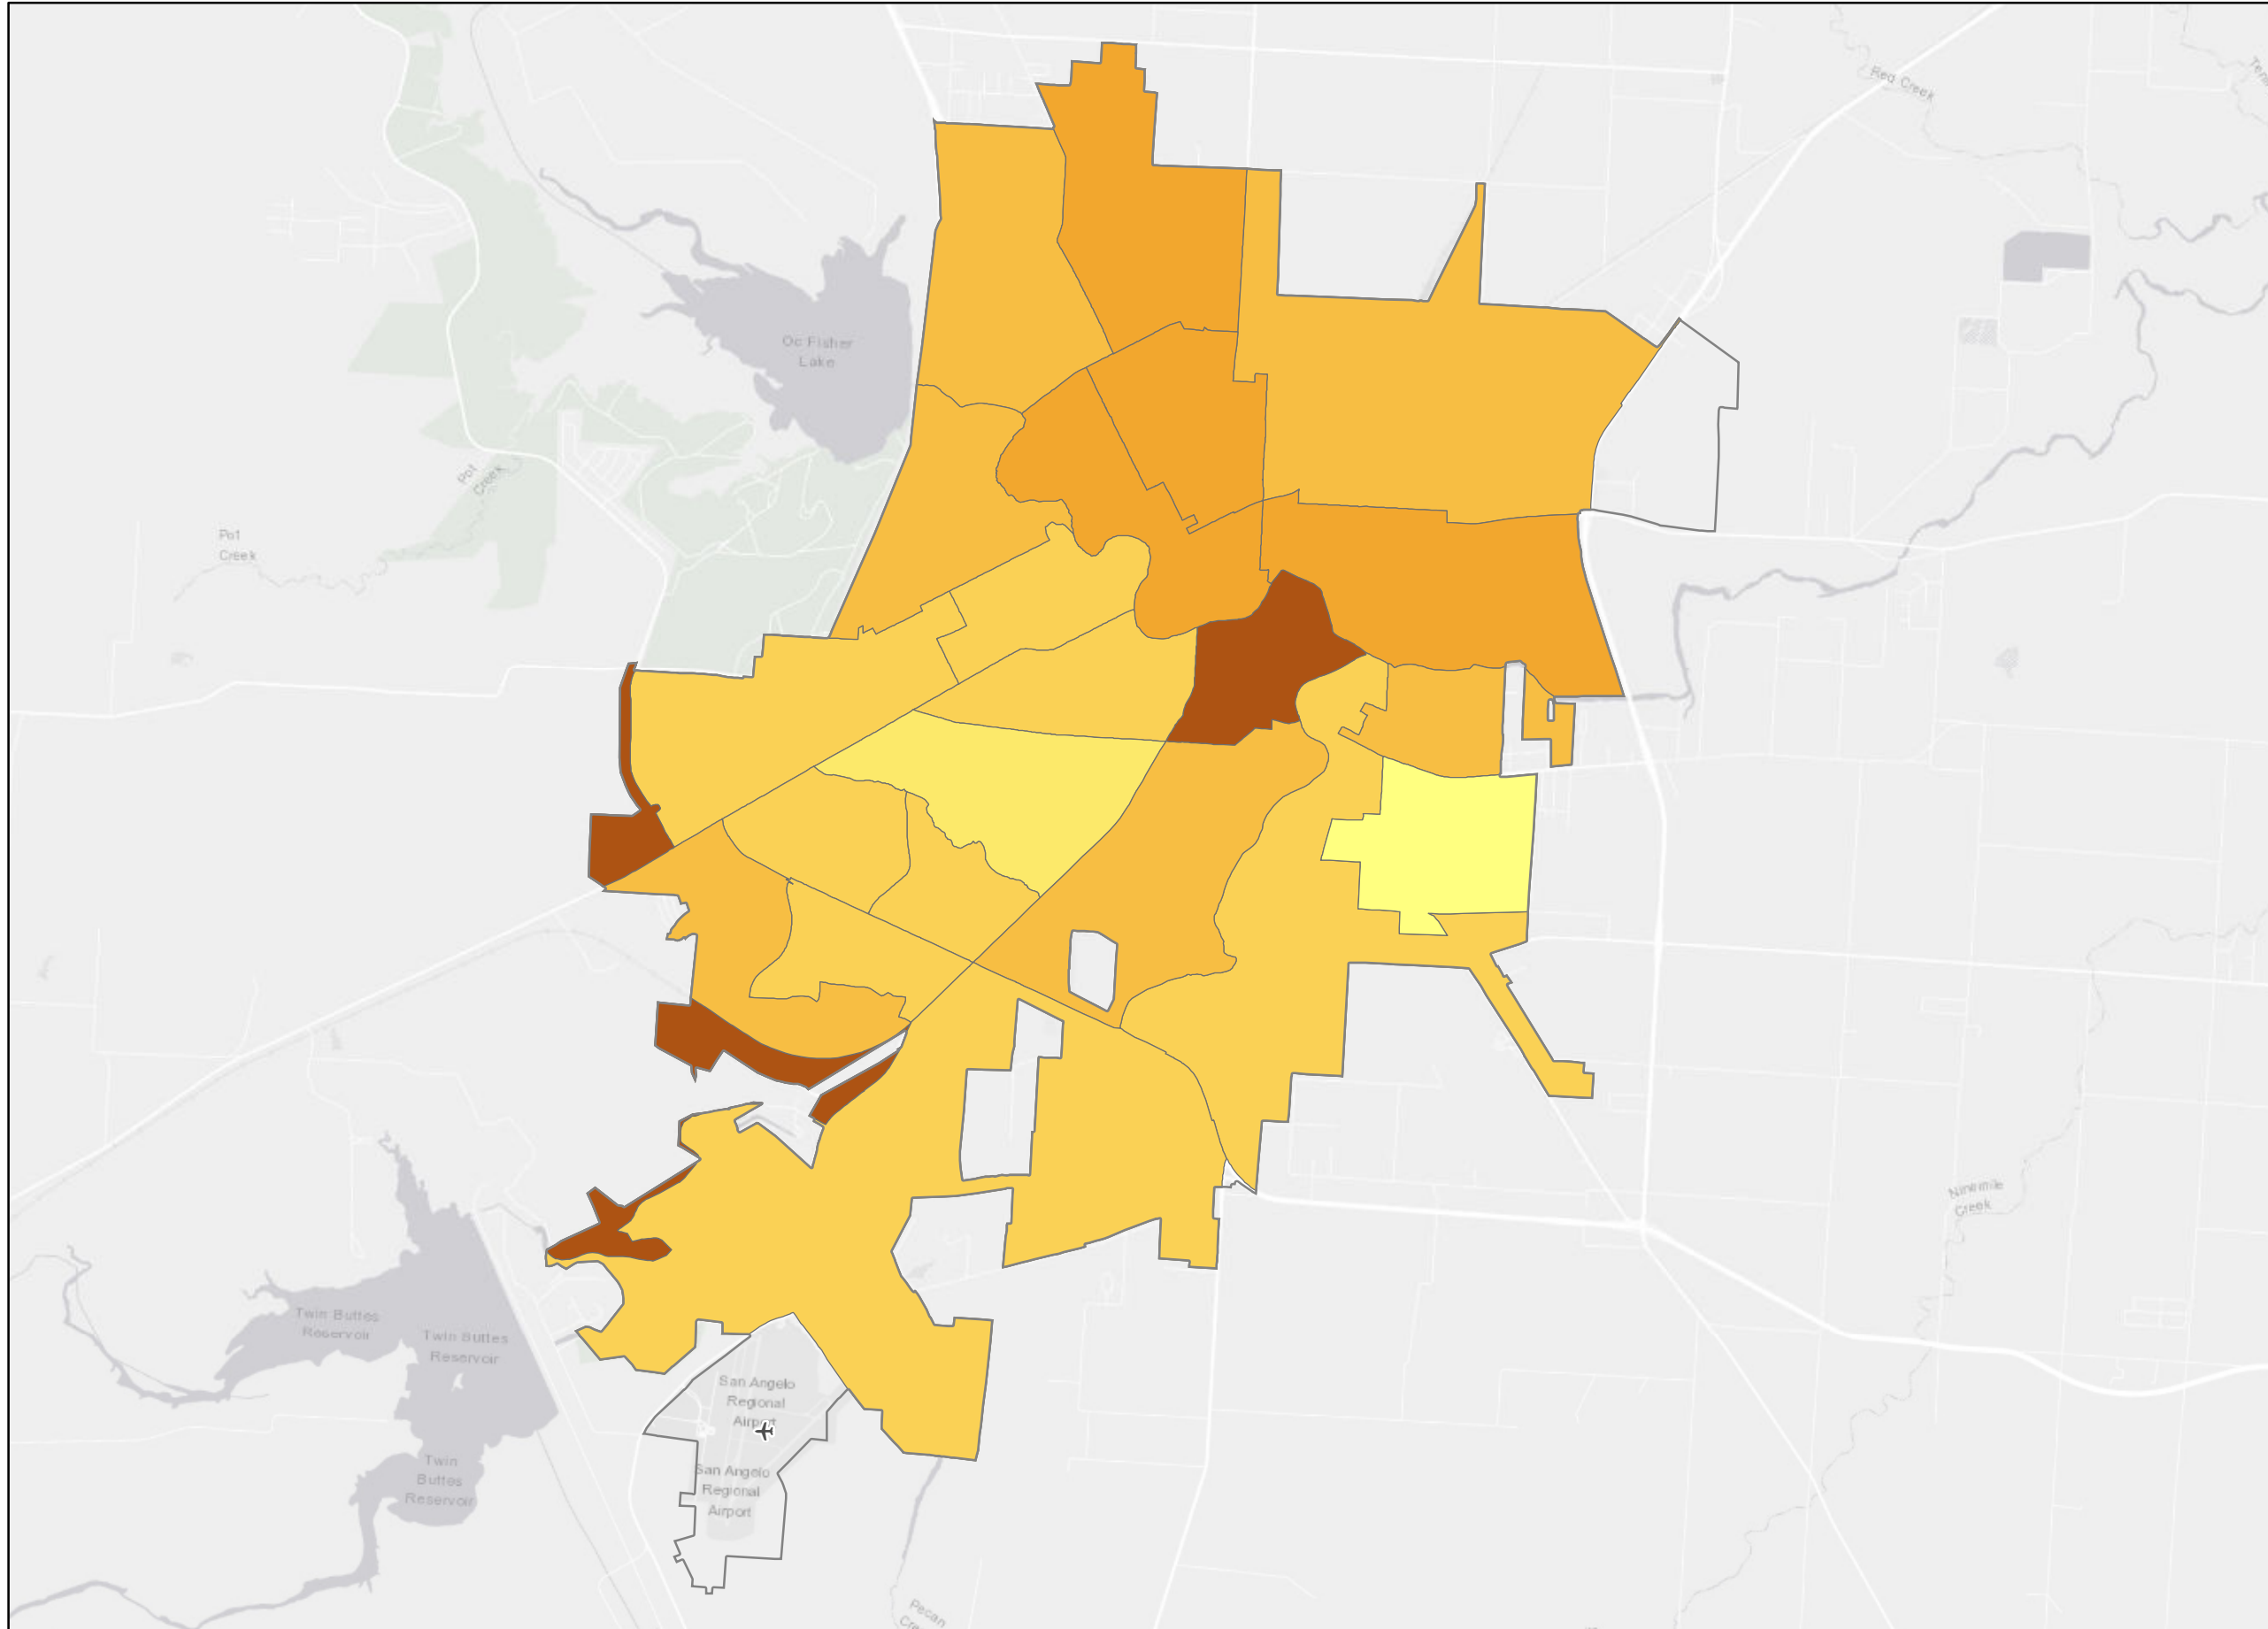 Red Creek
Oc Fisher
Lake
Pot
Creek
Pot
Creek
Ninemile
Creek
Twin Buttes
Reservoir
Twin Buttes
Reservoir
San Angelo
Regional
Airport
San Angelo
Regional
Airport
Twin
Buttes
Reservoir
Pecan